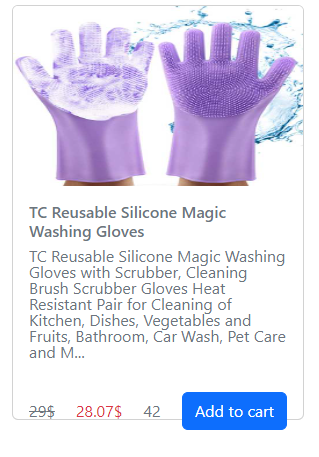 TC Reusable Silicone Magic
Washing Gloves
TC Reusable Silicone Magic Washing
Gloves with Scrubber, Cleaning
Brush Scrubber Gloves Heat
Resistant Pair for Cleaning of
Kitchen, Dishes, Vegetables and
Fruits, Bathroom, Car Wash, Pet Care
and M...
29$ 28.07$ 42 Add to cart